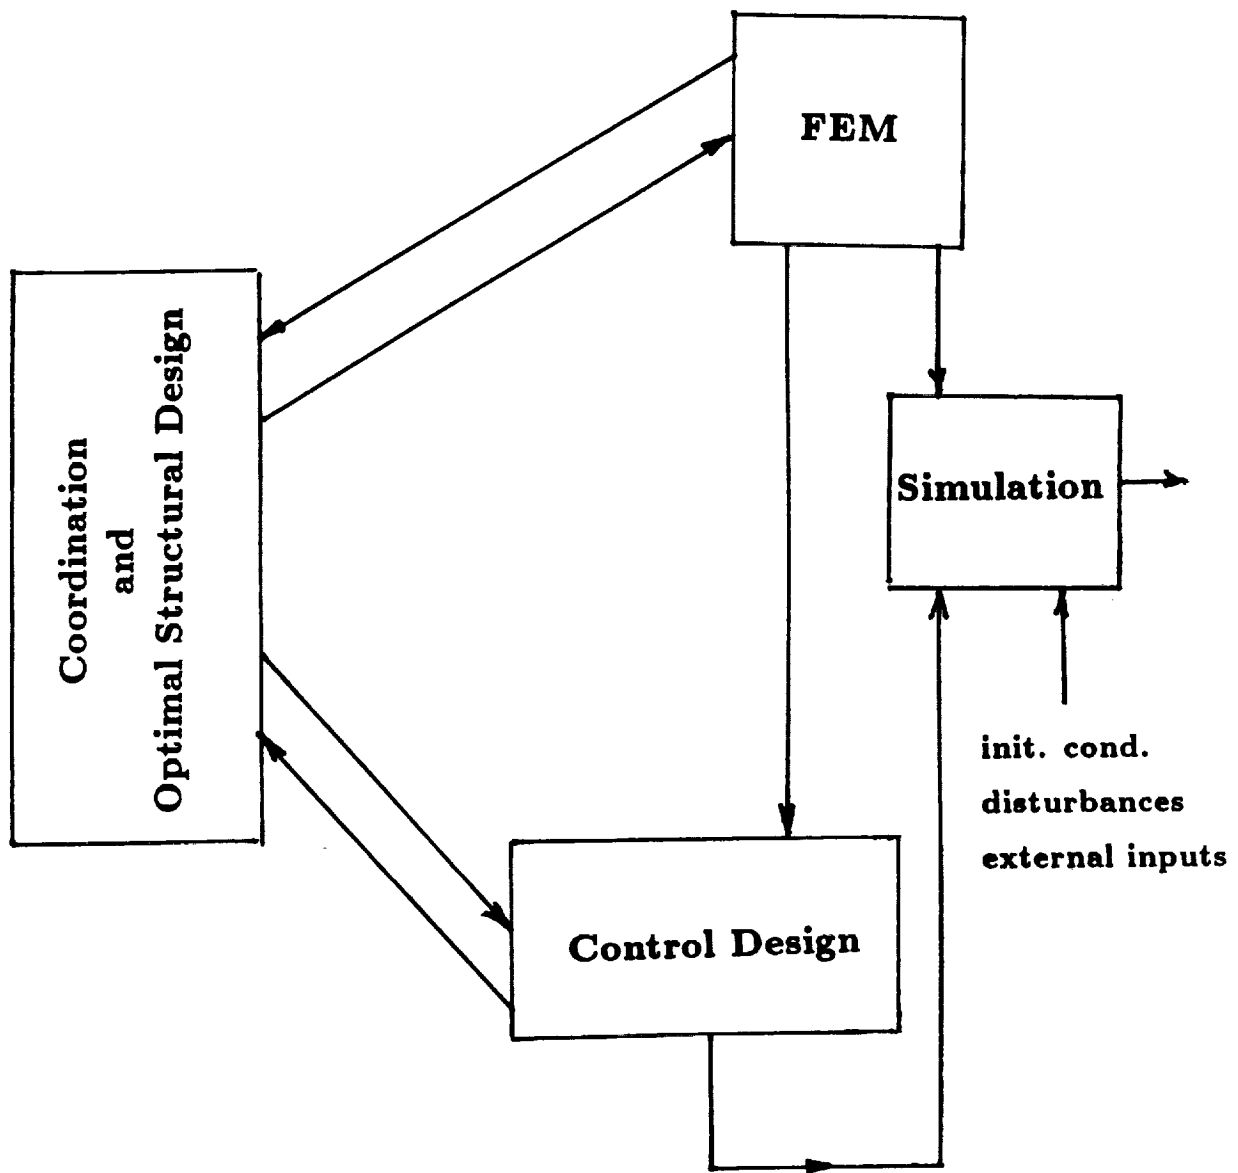 FEM
Coordination
and
Optimal Structural Design
Simulation
init. cond.
disturbances
external inputs
Control Design